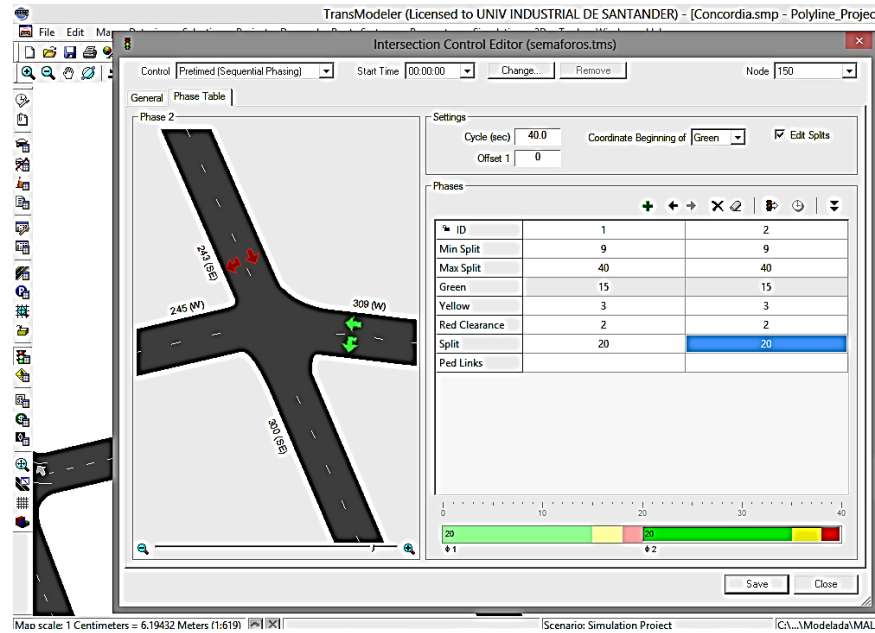 TransModeler (Licensed to UNIV INDUSTRIAL DE SANTANDER) - [Concordia.smp - Polyline_Projec
File Edit
Intersection Control Editor (semaforos.tms)
Control Pretimed (Sequential Phasing) Start Time 00:00:00 Change... Remove Node 150
General Phase Table
Phase 2
243 (SE)
245 (W)
309 (W)
300 (SE)
Settings
Cycle (sec) 40.0 Coordinate Beginning of Green Edit Splits
Offset 1 0
Phases
ID 1 2
Min Split 9 9
Max Split 40 40
Green 15 15
Yellow 3 3
Red Clearance 2 2
Split 20 20
Ped Links
0 10 20 30 40
20 20
ϕ 1 ϕ 2
Save Close
Map scale: 1 Centimeters = 6.19432 Meters (1:619) Scenario: Simulation Project C:\...\Modelada\MAL